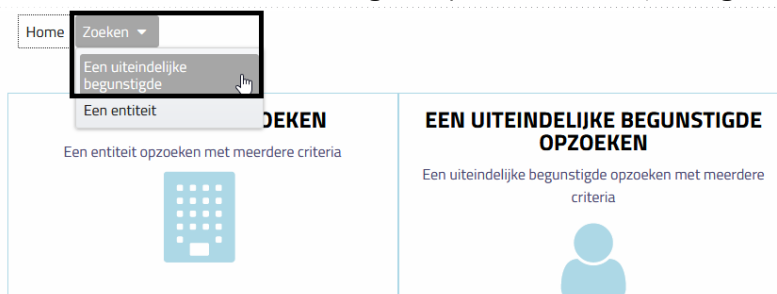 Home Zoeken
Een uiteindelijke
begunstigde
Een entiteit
OEKEN
Een entiteit opzoeken met meerdere criteria
EEN UITEINDELIJKE BEGUNSTIGDE
OPZOEKEN
Een uiteindelijke begunstigde opzoeken met meerdere
criteria